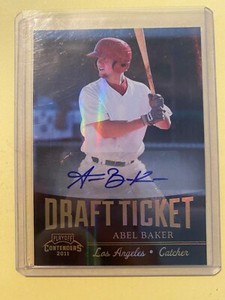 DRAFT TICKET
ABEL BAKER
PLAYOFF
CONTENDERS
2011
Los Angeles • Catcher